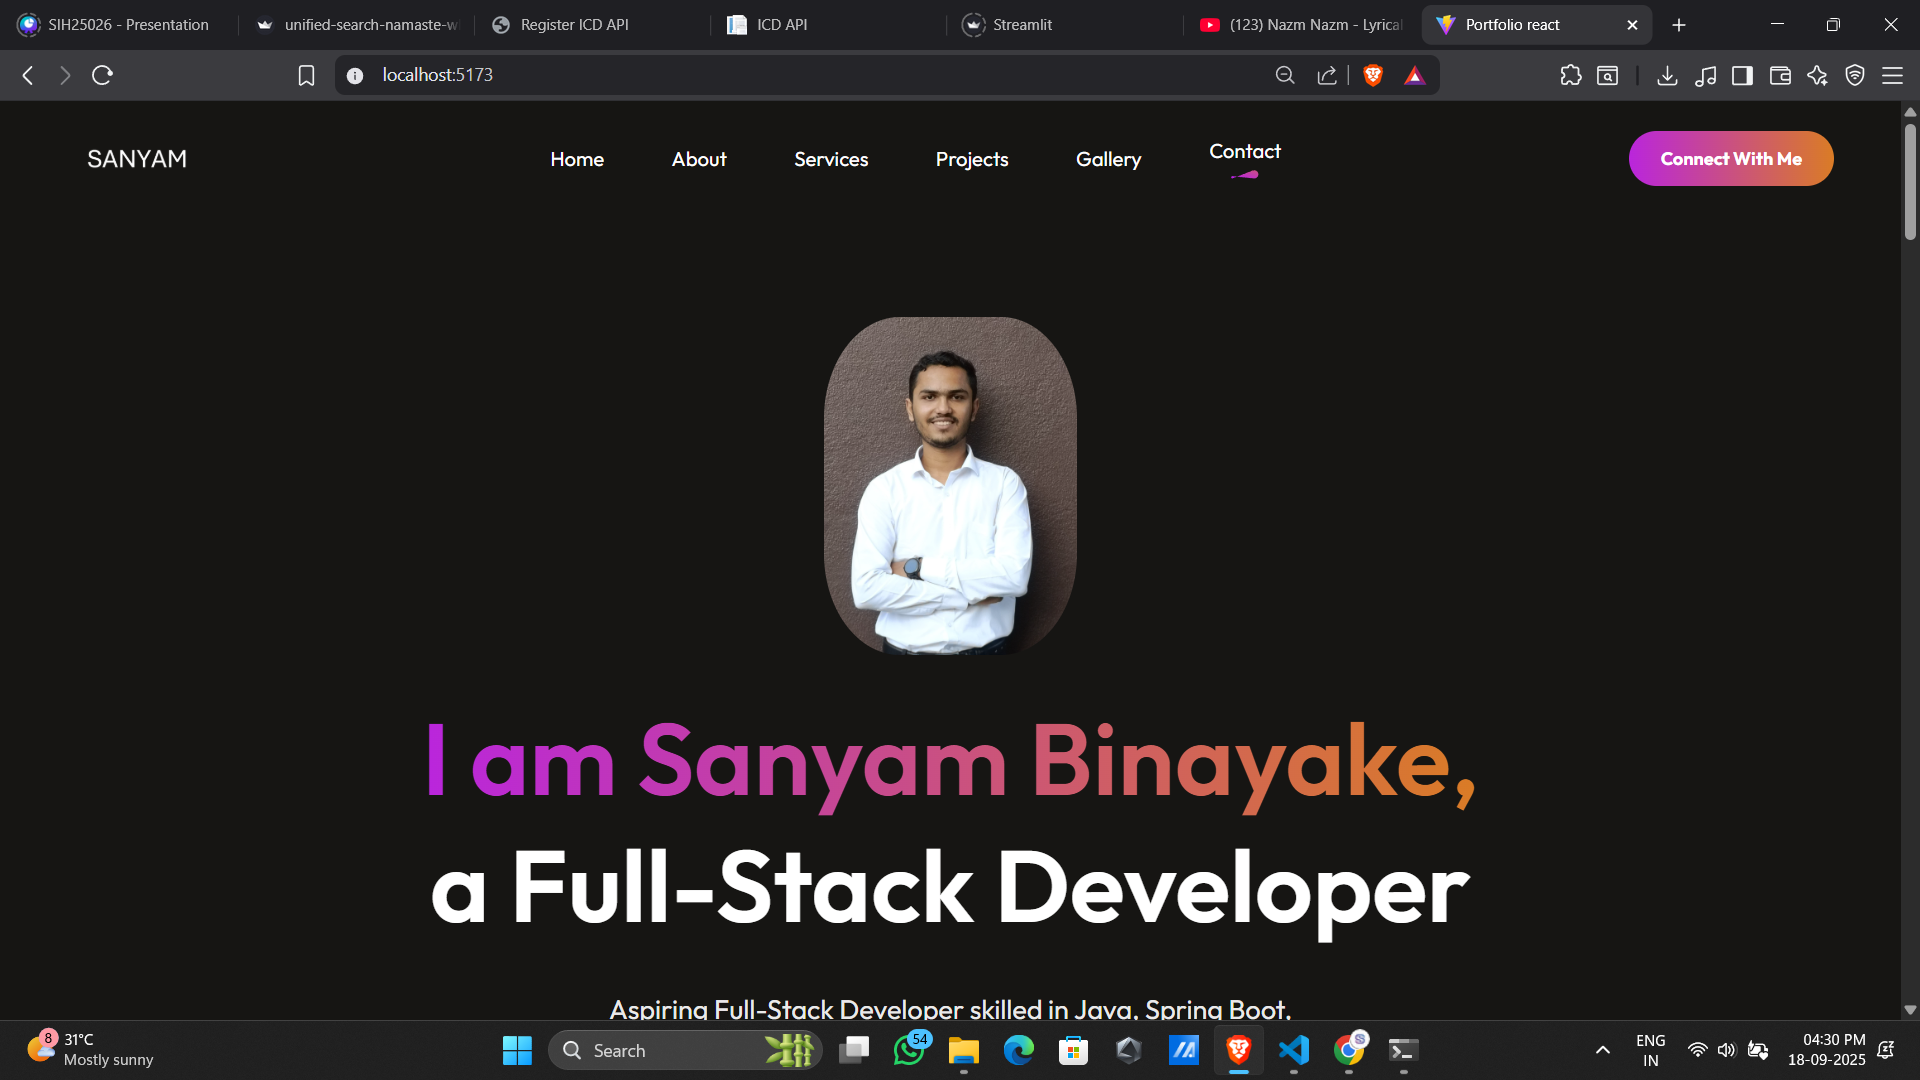 SIH25026 - Presentation
unified-search-namaste-w
Register ICD API
ICD API
Streamlit
(123) Nazm Nazm - Lyrical
Portfolio react
localhost:5173
SANYAM
Home
About
Services
Projects
Gallery
Contact
Connect With Me
I am Sanyam Binayake,
a Full-Stack Developer
Aspiring Full-Stack Developer skilled in Java, Spring Boot,
8
31°C
Mostly sunny
Search
54
S
ENG
IN
04:30 PM
18-09-2025